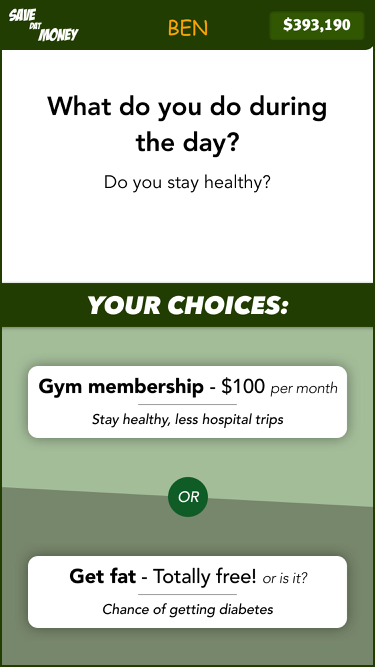 SAVE
DAT
MONEY
BEN
$393,190
What do you do during
the day?
Do you stay healthy?
YOUR CHOICES:
Gym membership - $100 per month
Stay healthy, less hospital trips
OR
Get fat - Totally free! or is it?
Chance of getting diabetes